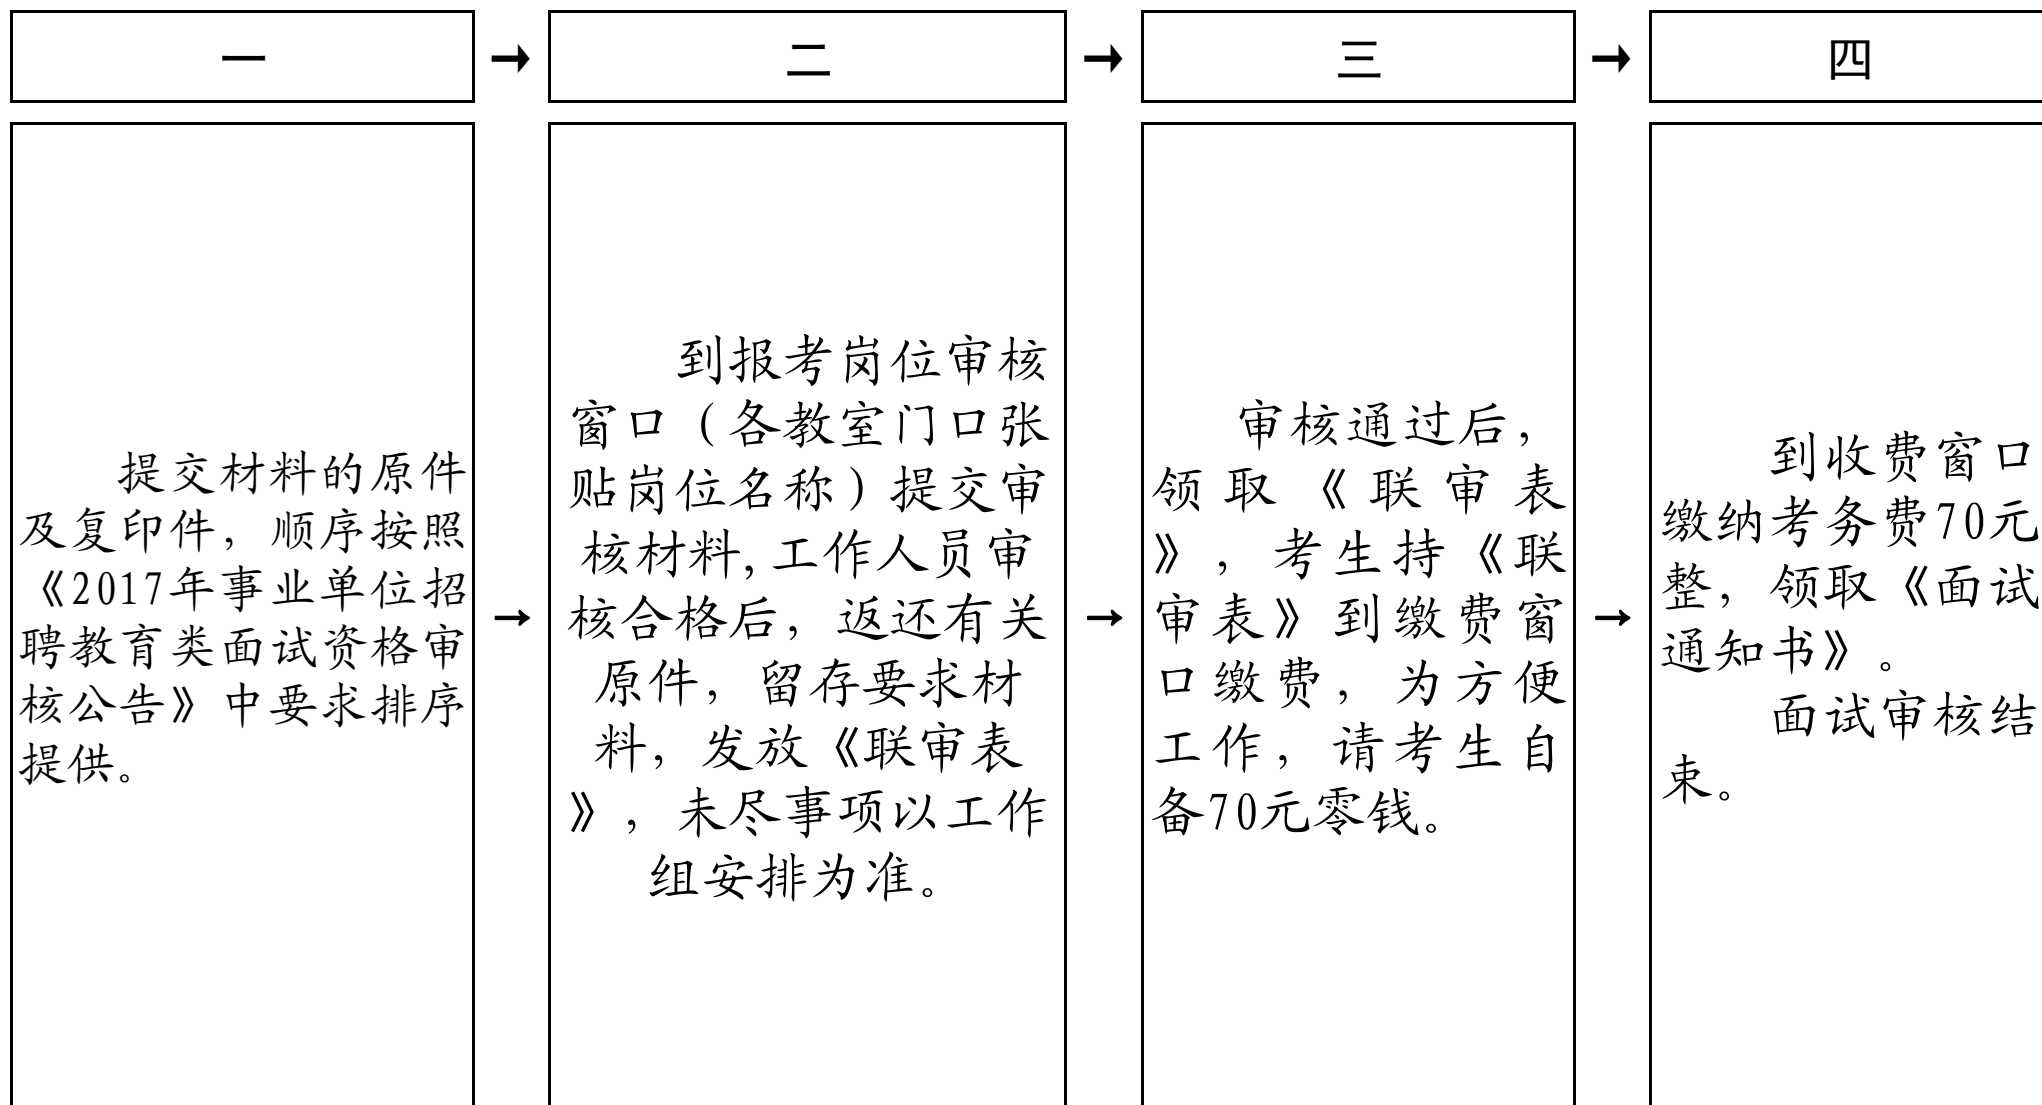 一
→
二
→
三
→
四
提交材料的原件
及复印件，顺序按照
《2017年事业单位招
聘教育类面试资格审
核公告》中要求排序
提供。
→
到报考岗位审核
窗口（各教室门口张
贴岗位名称）提交审
核材料,工作人员审
核合格后，返还有关
原件，留存要求材
料，发放《联审表
》，未尽事项以工作
组安排为准。
→
审核通过后，
领取《联审表
》，考生持《联
审表》到缴费窗
口缴费，为方便
工作，请考生自
备70元零钱。
→
到收费窗口
缴纳考务费70元
整，领取《面试
通知书》。
面试审核结
束。